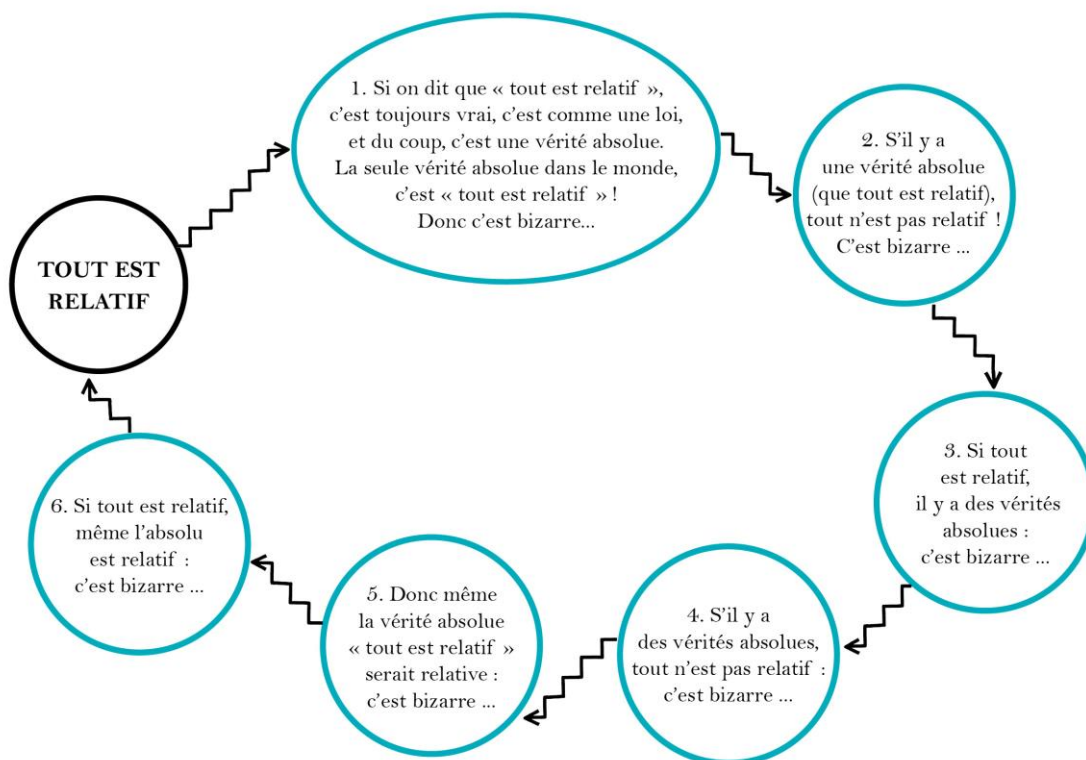 TOUT EST
RELATIF
1. Si on dit que « tout est relatif »,
c’est toujours vrai, c’est comme une loi,
et du coup, c’est une vérité absolue.
La seule vérité absolue dans le monde,
c’est « tout est relatif » !
Donc c’est bizarre...
2. S’il y a
une vérité absolue
(que tout est relatif),
tout n’est pas relatif !
C’est bizarre ...
3. Si tout
est relatif,
il y a des vérités
absolues :
c’est bizarre ...
4. S’il y a
des vérités absolues,
tout n’est pas relatif :
c’est bizarre ...
5. Donc même
la vérité absolue
« tout est relatif »
serait relative :
c’est bizarre ...
6. Si tout est relatif,
même l’absolu
est relatif :
c’est bizarre ...